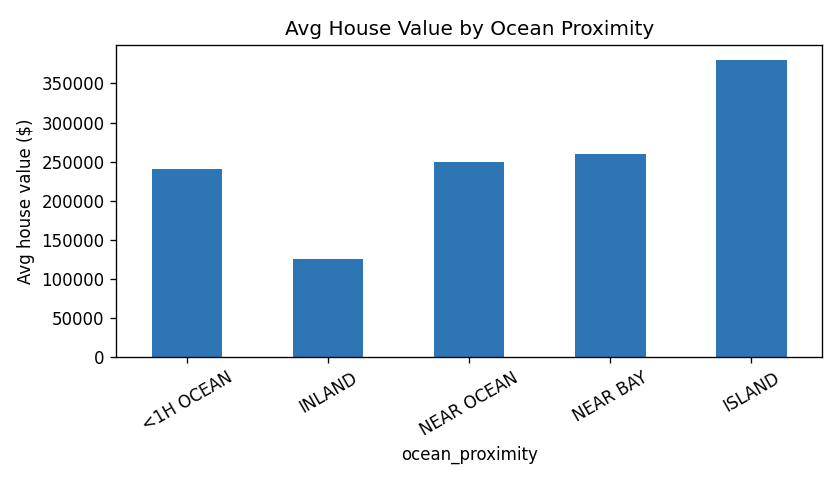 Avg House Value by Ocean Proximity
Avg house value ($)
350000
300000
250000
200000
150000
100000
50000
0
<1H OCEAN
INLAND
NEAR OCEAN
NEAR BAY
ISLAND
ocean_proximity